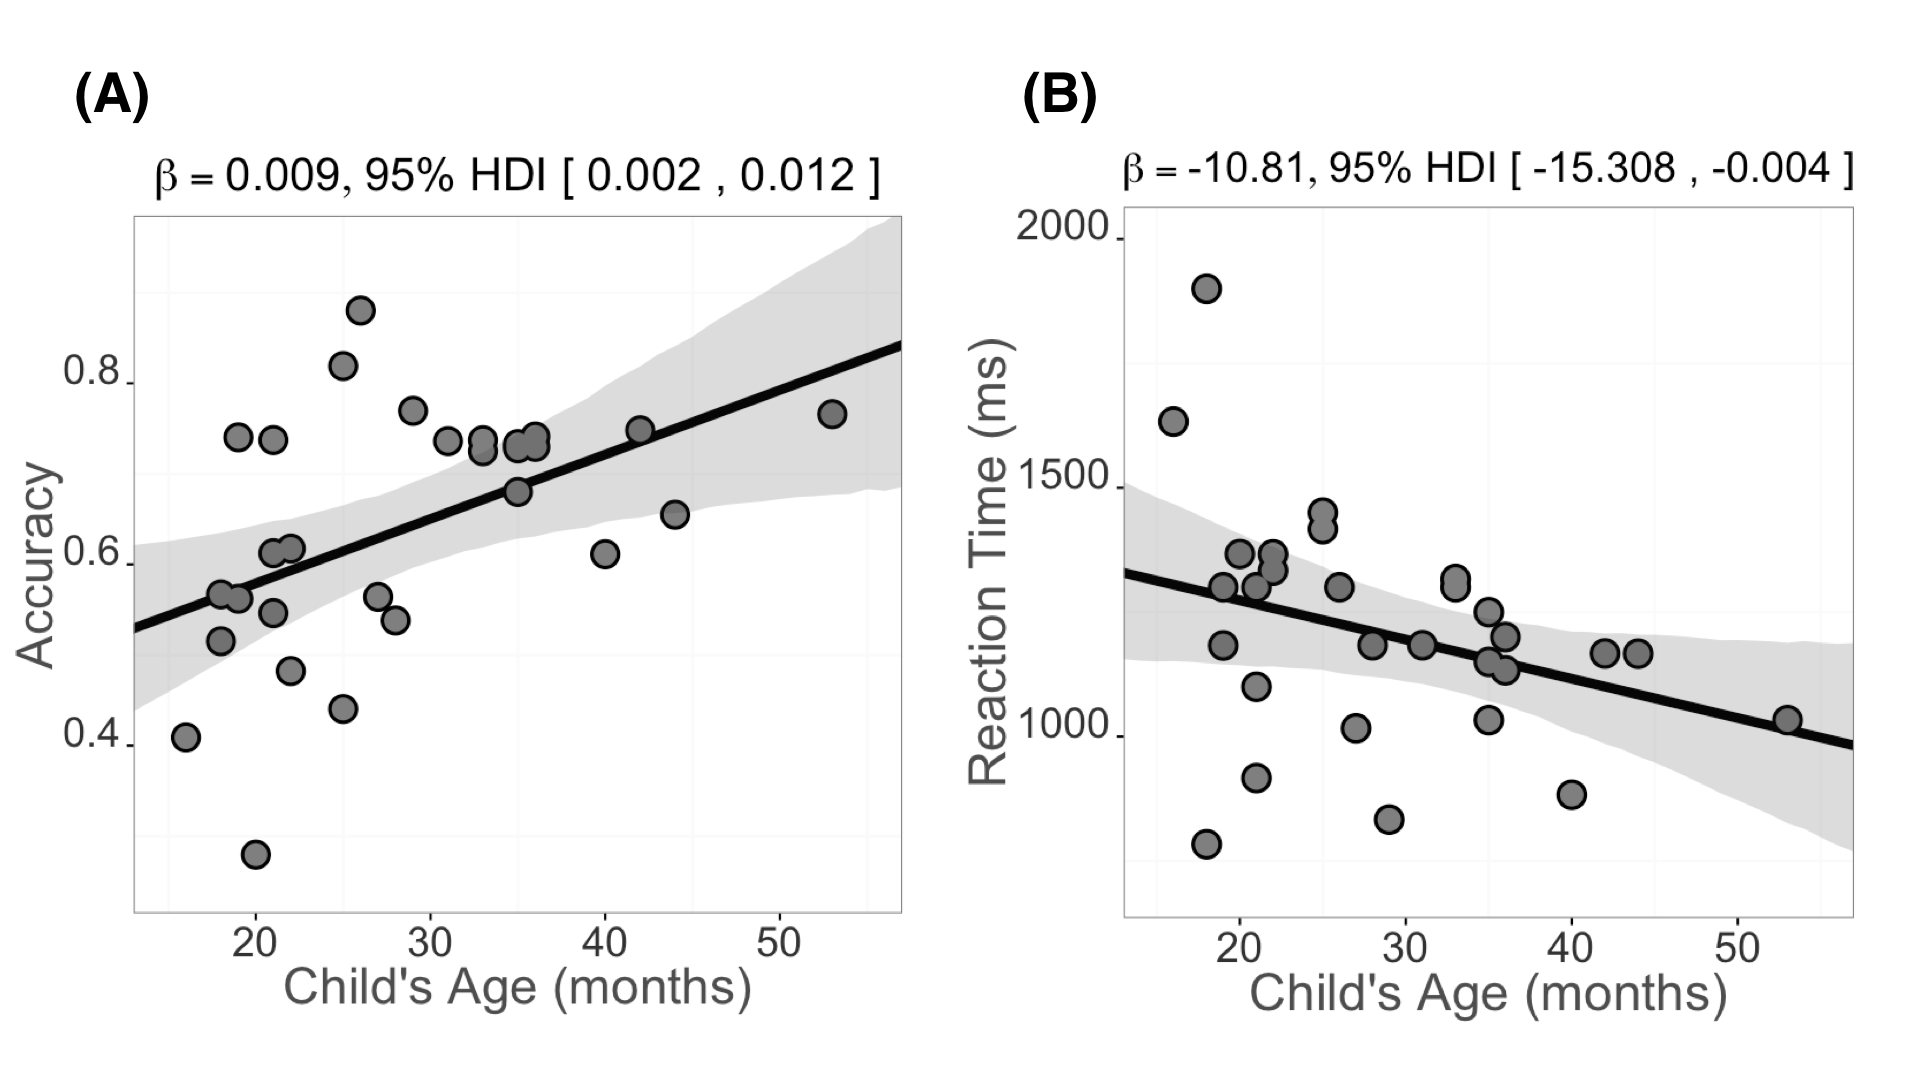 (A)
β = 0.009, 95% HDI [ 0.002 , 0.012 ]
Accuracy
0.8
0.6
0.4
20 30 40 50
Child's Age (months)
(B)
β = -10.81, 95% HDI [ -15.308 , -0.004 ]
Reaction Time (ms)
2000
1500
1000
20 30 40 50
Child's Age (months)